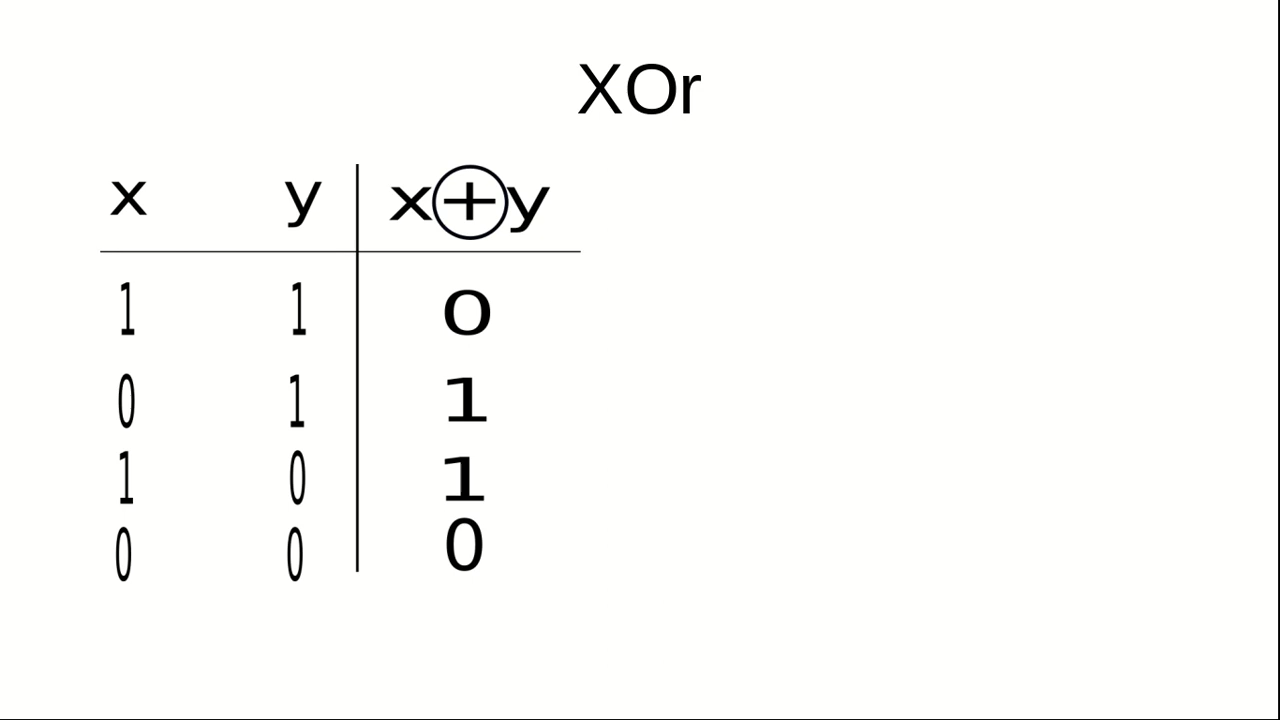 XOr
x y x⊕y
1 1 0
0 1 1
1 0 1
0 0 0